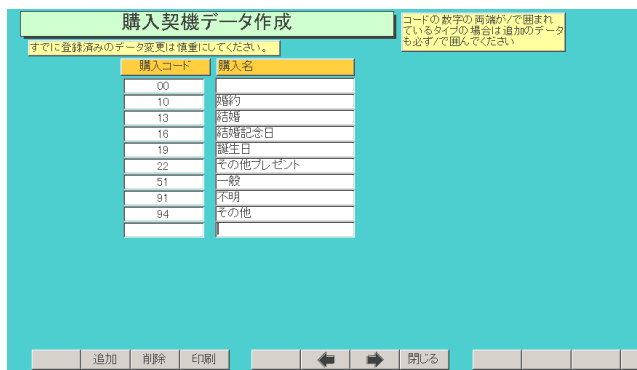 購入契機データ作成
コードの数字の両端が/で囲まれ
ているタイプの場合は追加のデータ
も必ず/で囲んでください
すでに登録済みのデータ変更は慎重にしてください。
購入コード 購入名
00
10 婚約
13 結婚
16 結婚記念日
19 誕生日
22 その他プレゼント
51 一般
91 不明
94 その他
追加 削除 印刷 閉じる